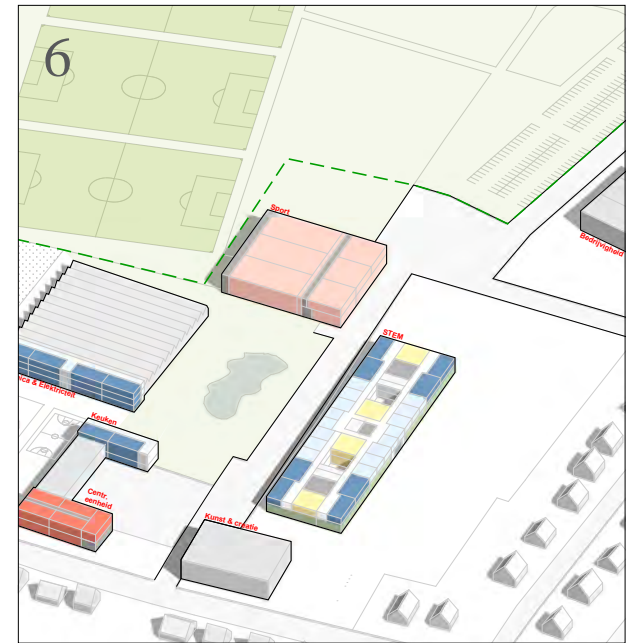 6
Sport
Bedrijvigheid
STEM
ica & Elektriciteit
Keuken
Centr.
eenheid
Kunst & creatie